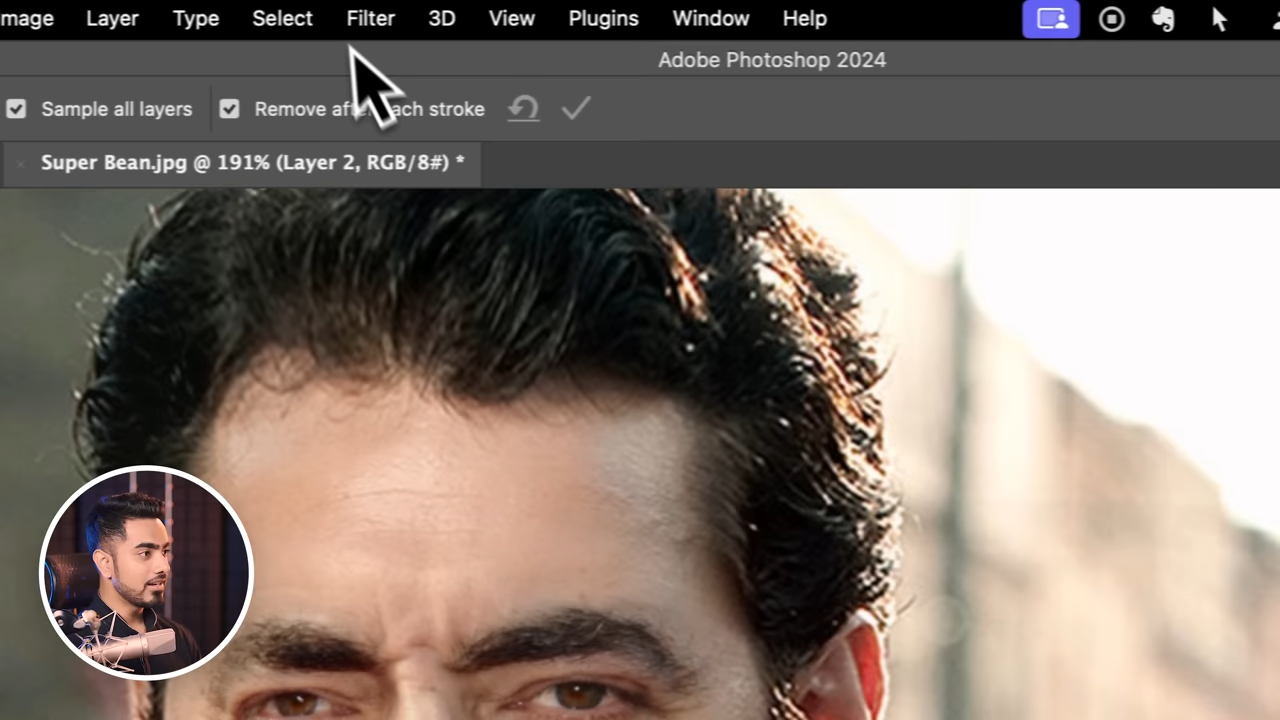 mage Layer Type Select Filter 3D View Plugins Window Help
Adobe Photoshop 2024
Sample all layers Remove after each stroke
Super Bean.jpg @ 191% (Layer 2, RGB/8#) *